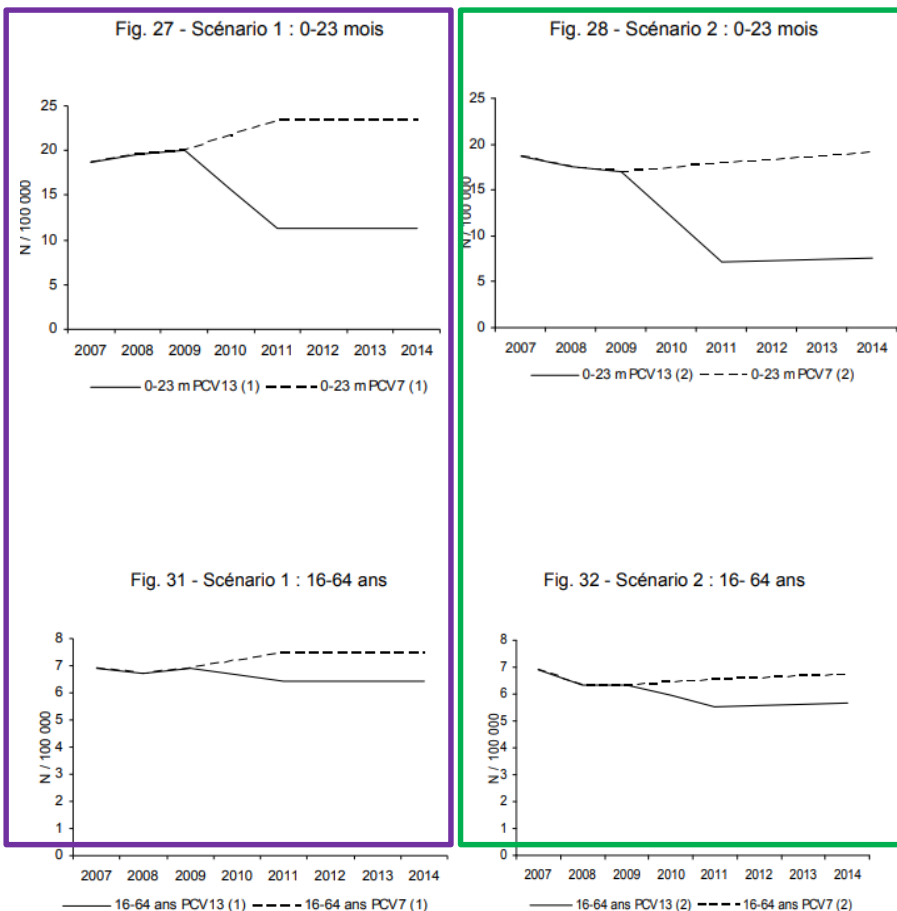 Fig. 27 - Scénario 1 : 0-23 mois
25
20
15
10
5
0
N / 100 000
2007 2008 2009 2010 2011 2012 2013 2014
0-23 m PCV13 (1) 0-23 m PCV7 (1)
Fig. 28 - Scénario 2 : 0-23 mois
25
20
15
10
5
0
N / 100 000
2007 2008 2009 2010 2011 2012 2013 2014
0-23 m PCV13 (2) 0-23 m PCV7 (2)
Fig. 31 - Scénario 1 : 16-64 ans
8
7
6
5
4
3
2
1
0
N / 100 000
2007 2008 2009 2010 2011 2012 2013 2014
16-64 ans PCV13 (1) 16-64 ans PCV7 (1)
Fig. 32 - Scénario 2 : 16- 64 ans
8
7
6
5
4
3
2
1
0
N / 100 000
2007 2008 2009 2010 2011 2012 2013 2014
16-64 ans PCV13 (2) 16-64 ans PCV7 (2)